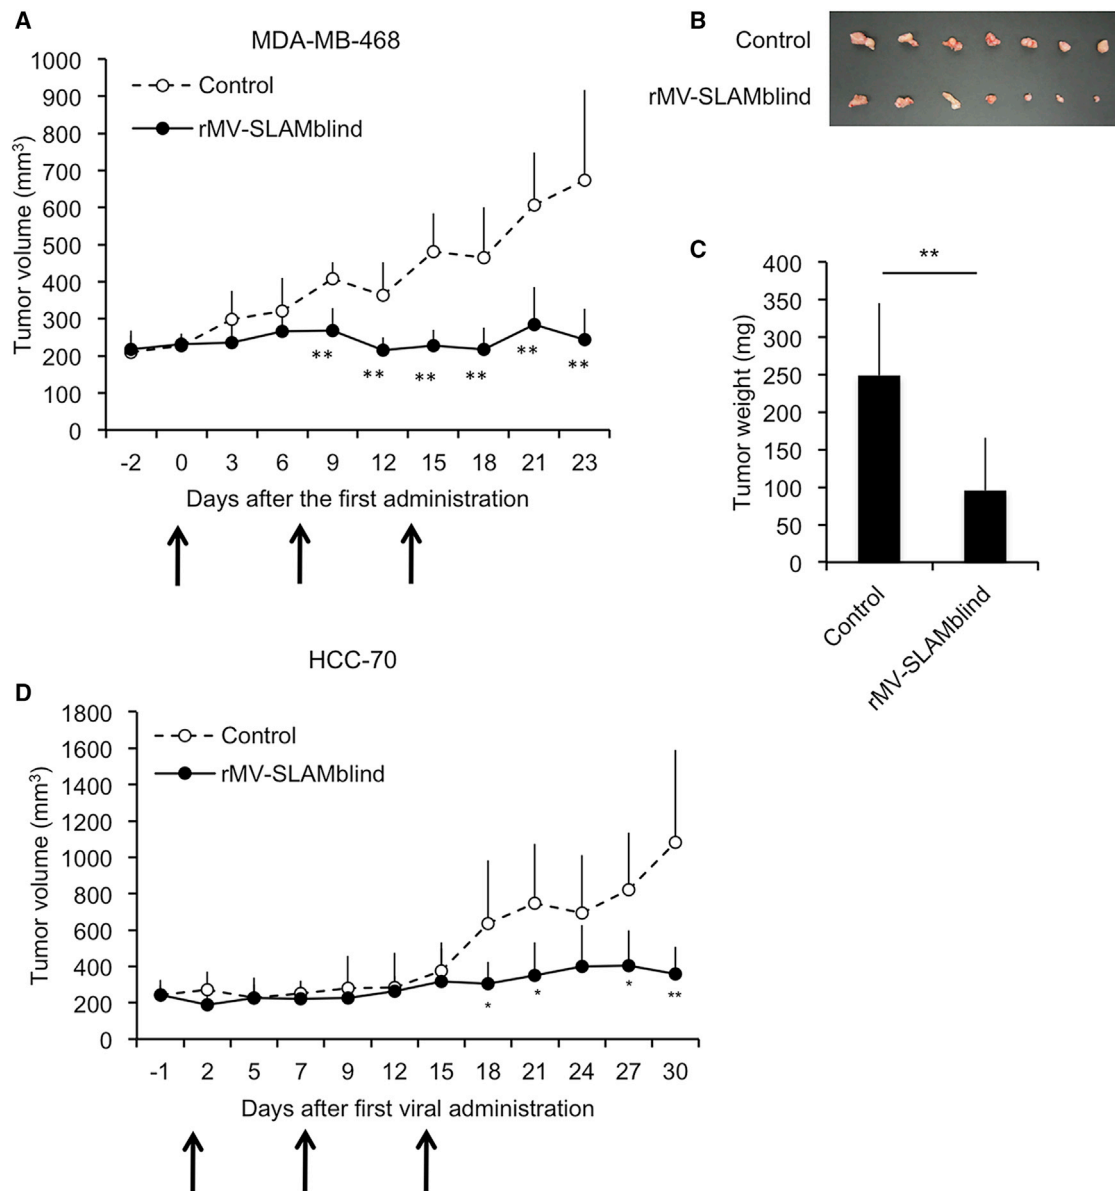 A
MDA-MB-468
1000
900
800
700
600
500
400
300
200
100
0
Tumor volume (mm³)
Control
rMV-SLAMblind
** ** ** ** ** **
-2 0 3 6 9 12 15 18 21 23
Days after the first administration
B
Control
rMV-SLAMblind
C
**
400
350
300
250
200
150
100
50
0
Tumor weight (mg)
Control
rMV-SLAMblind
HCC-70
D
1800
1600
1400
1200
1000
800
600
400
200
0
Tumor volume (mm³)
Control
rMV-SLAMblind
* * * **
-1 2 5 7 9 12 15 18 21 24 27 30
Days after first viral administration